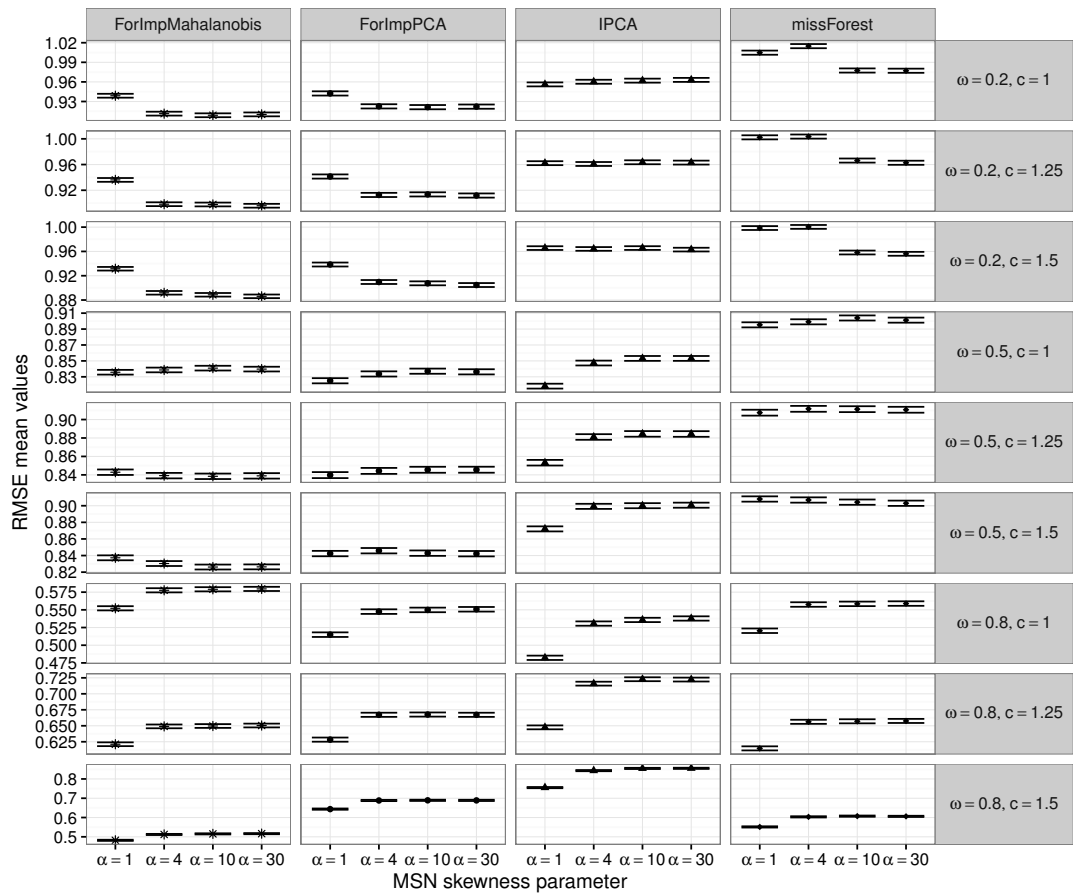 ForImpMahalanobis ForImpPCA IPCA missForest
RMSE mean values
1.02
0.99
0.96
0.93
ω = 0.2, c = 1
1.00
0.96
0.92
ω = 0.2, c = 1.25
1.00
0.96
0.92
0.88
ω = 0.2, c = 1.5
0.91
0.89
0.85
0.83
ω = 0.5, c = 1
0.90
0.88
0.86
0.84
ω = 0.5, c = 1.25
0.90
0.88
0.86
0.84
0.82
ω = 0.5, c = 1.5
0.575
0.550
0.525
0.500
0.475
ω = 0.8, c = 1
0.725
0.700
0.675
0.650
0.625
ω = 0.8, c = 1.25
0.8
0.7
0.6
0.5
ω = 0.8, c = 1.5
α = 1 α = 4 α = 10 α = 30 α = 1 α = 4 α = 10 α = 30 α = 1 α = 4 α = 10 α = 30 α = 1 α = 4 α = 10 α = 30
MSN skewness parameter